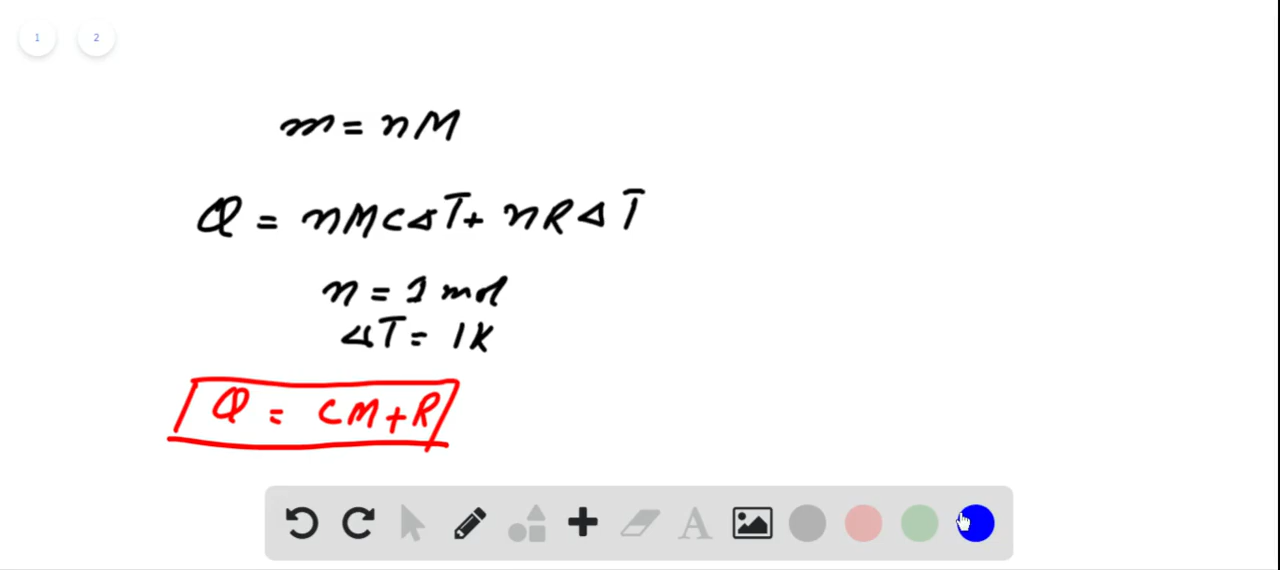 1 2
m = nM
Q = nMCΔT + nRΔT
n = 1 mol
ΔT = 1K
Q = CM + R
A